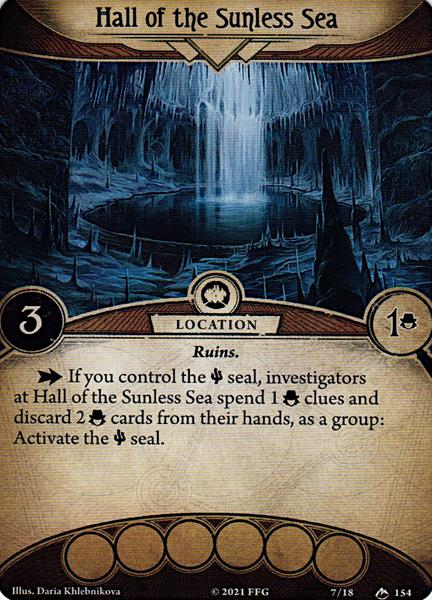 Hall of the Sunless Sea
3
1
LOCATION
Ruins.
If you control the seal, investigators
at Hall of the Sunless Sea spend 1 clues and
discard 2 cards from their hands, as a group:
Activate the seal.
Illus. Daria Khlebnikova © 2021 FFG 7/18 154